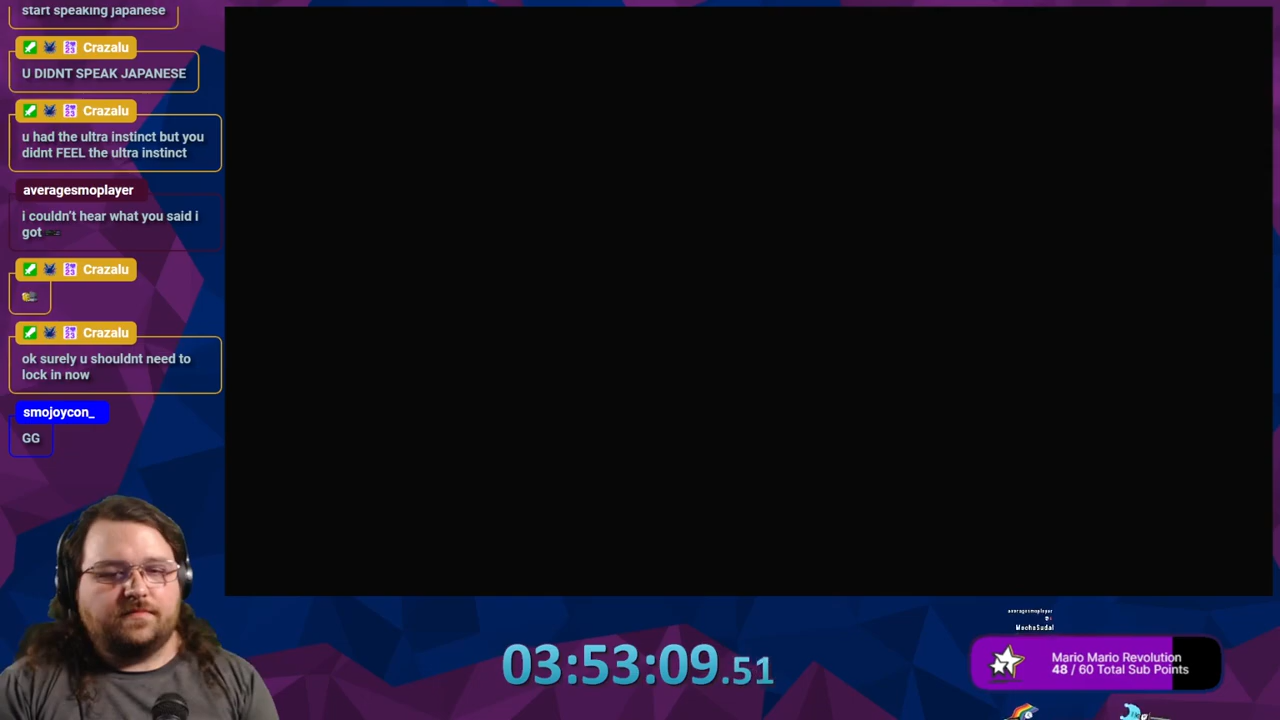 start speaking japanese
Crazalu
U DIDNT SPEAK JAPANESE
Crazalu
u had the ultra instinct but you
didnt FEEL the ultra instinct
averagesmoplayer
i couldn't hear what you said i
got
Crazalu
Crazalu
ok surely u shouldnt need to
lock in now
smojoycon_
GG
03:53:09.51
averagesmoplayer
MochoSudal
Mario Mario Revolution
48 / 60 Total Sub Points